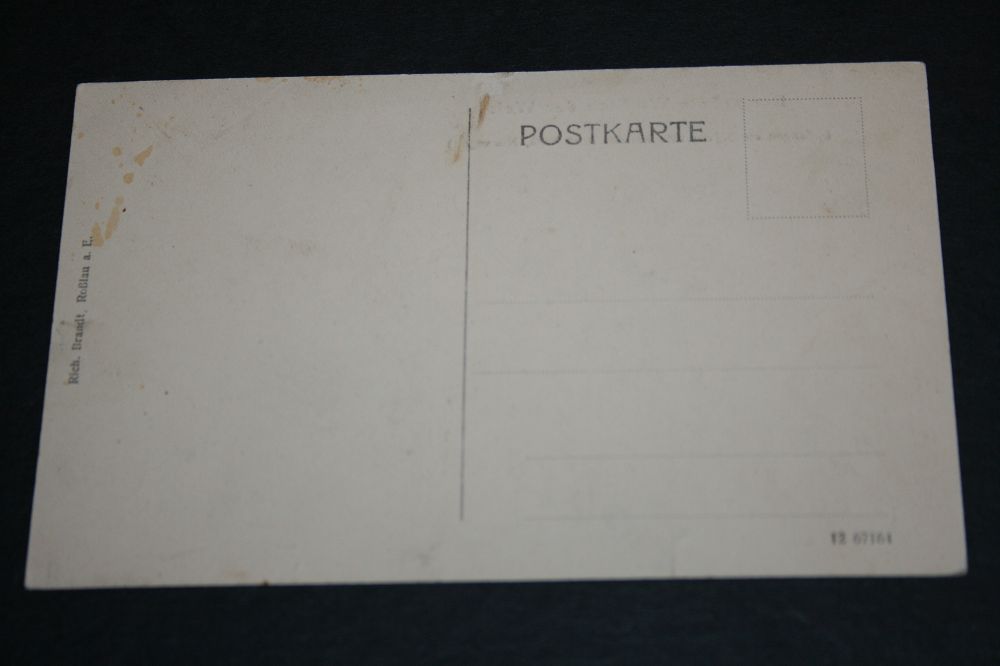 POSTKARTE
Rich. Brandt, Roßlau a. E.
12 67161